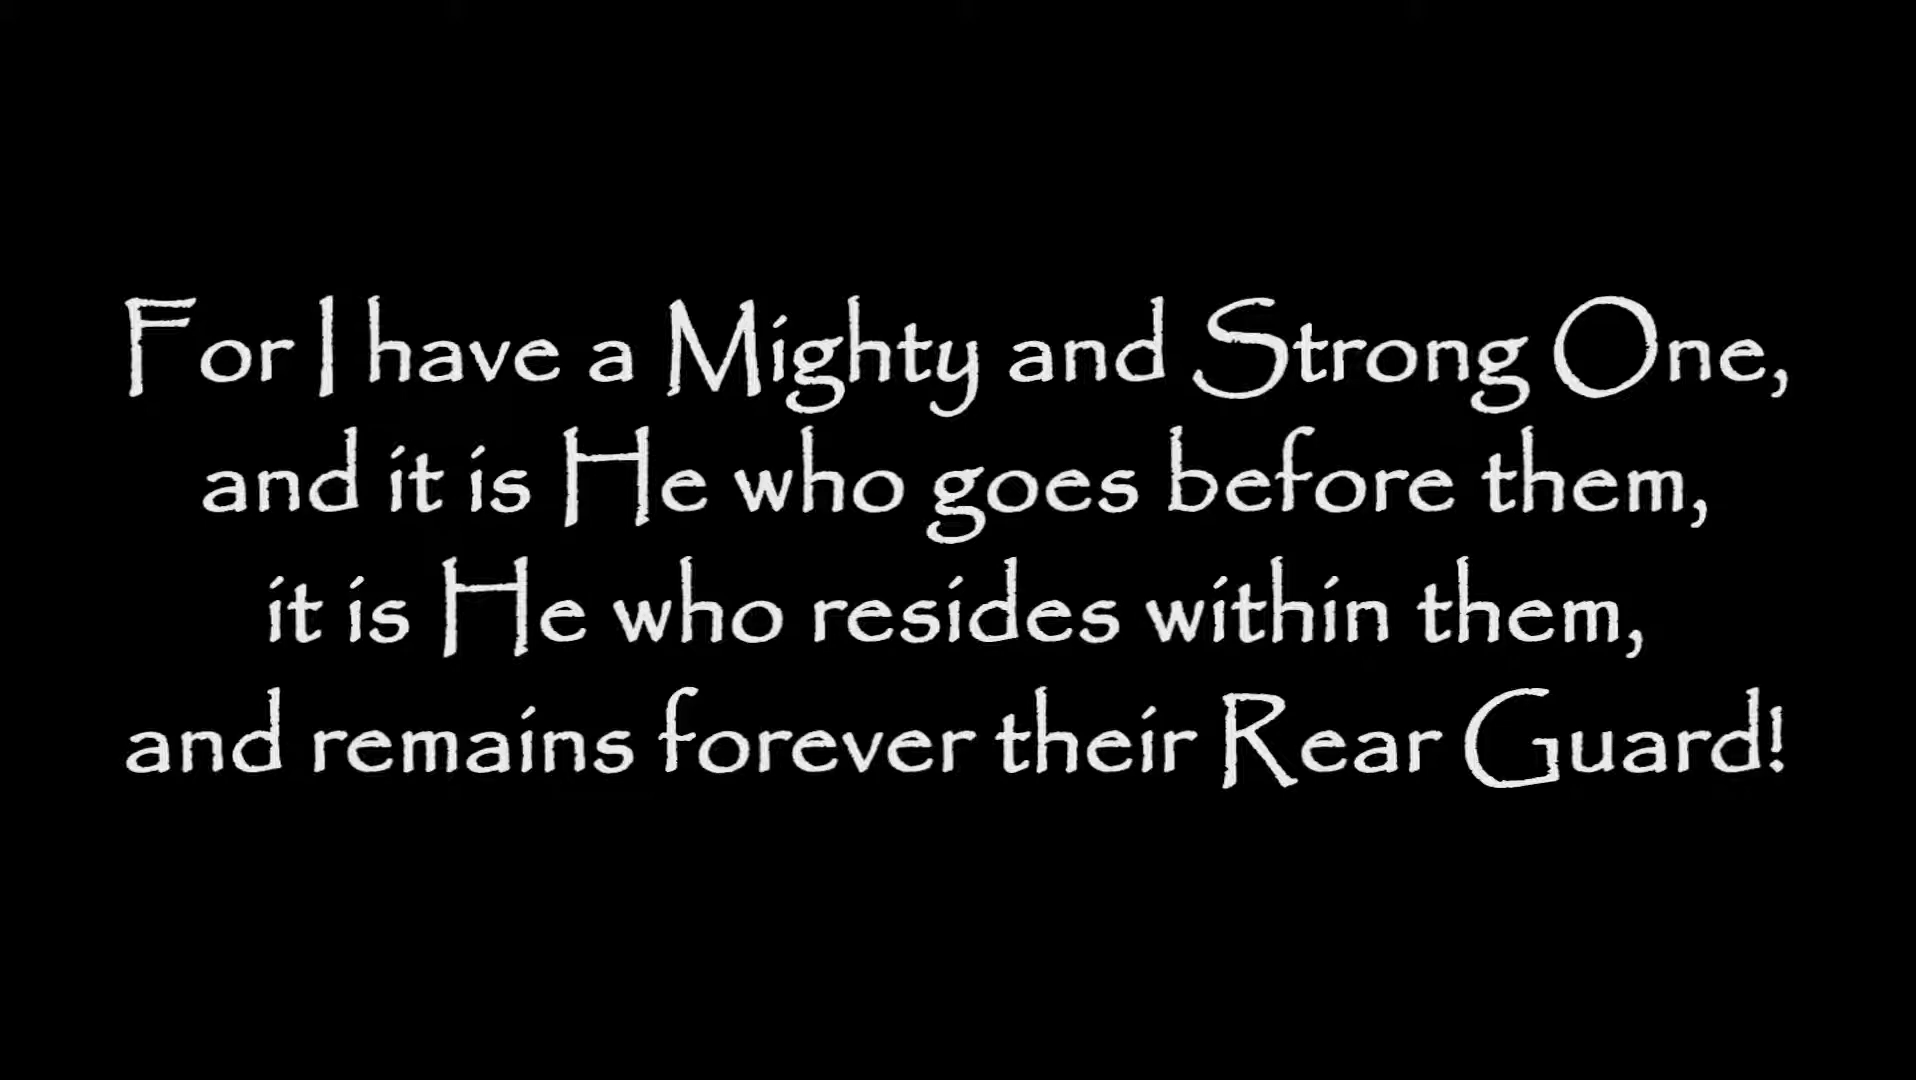 For I have a Mighty and Strong One,
and it is He who goes before them,
it is He who resides within them,
and remains forever their Rear Guard!